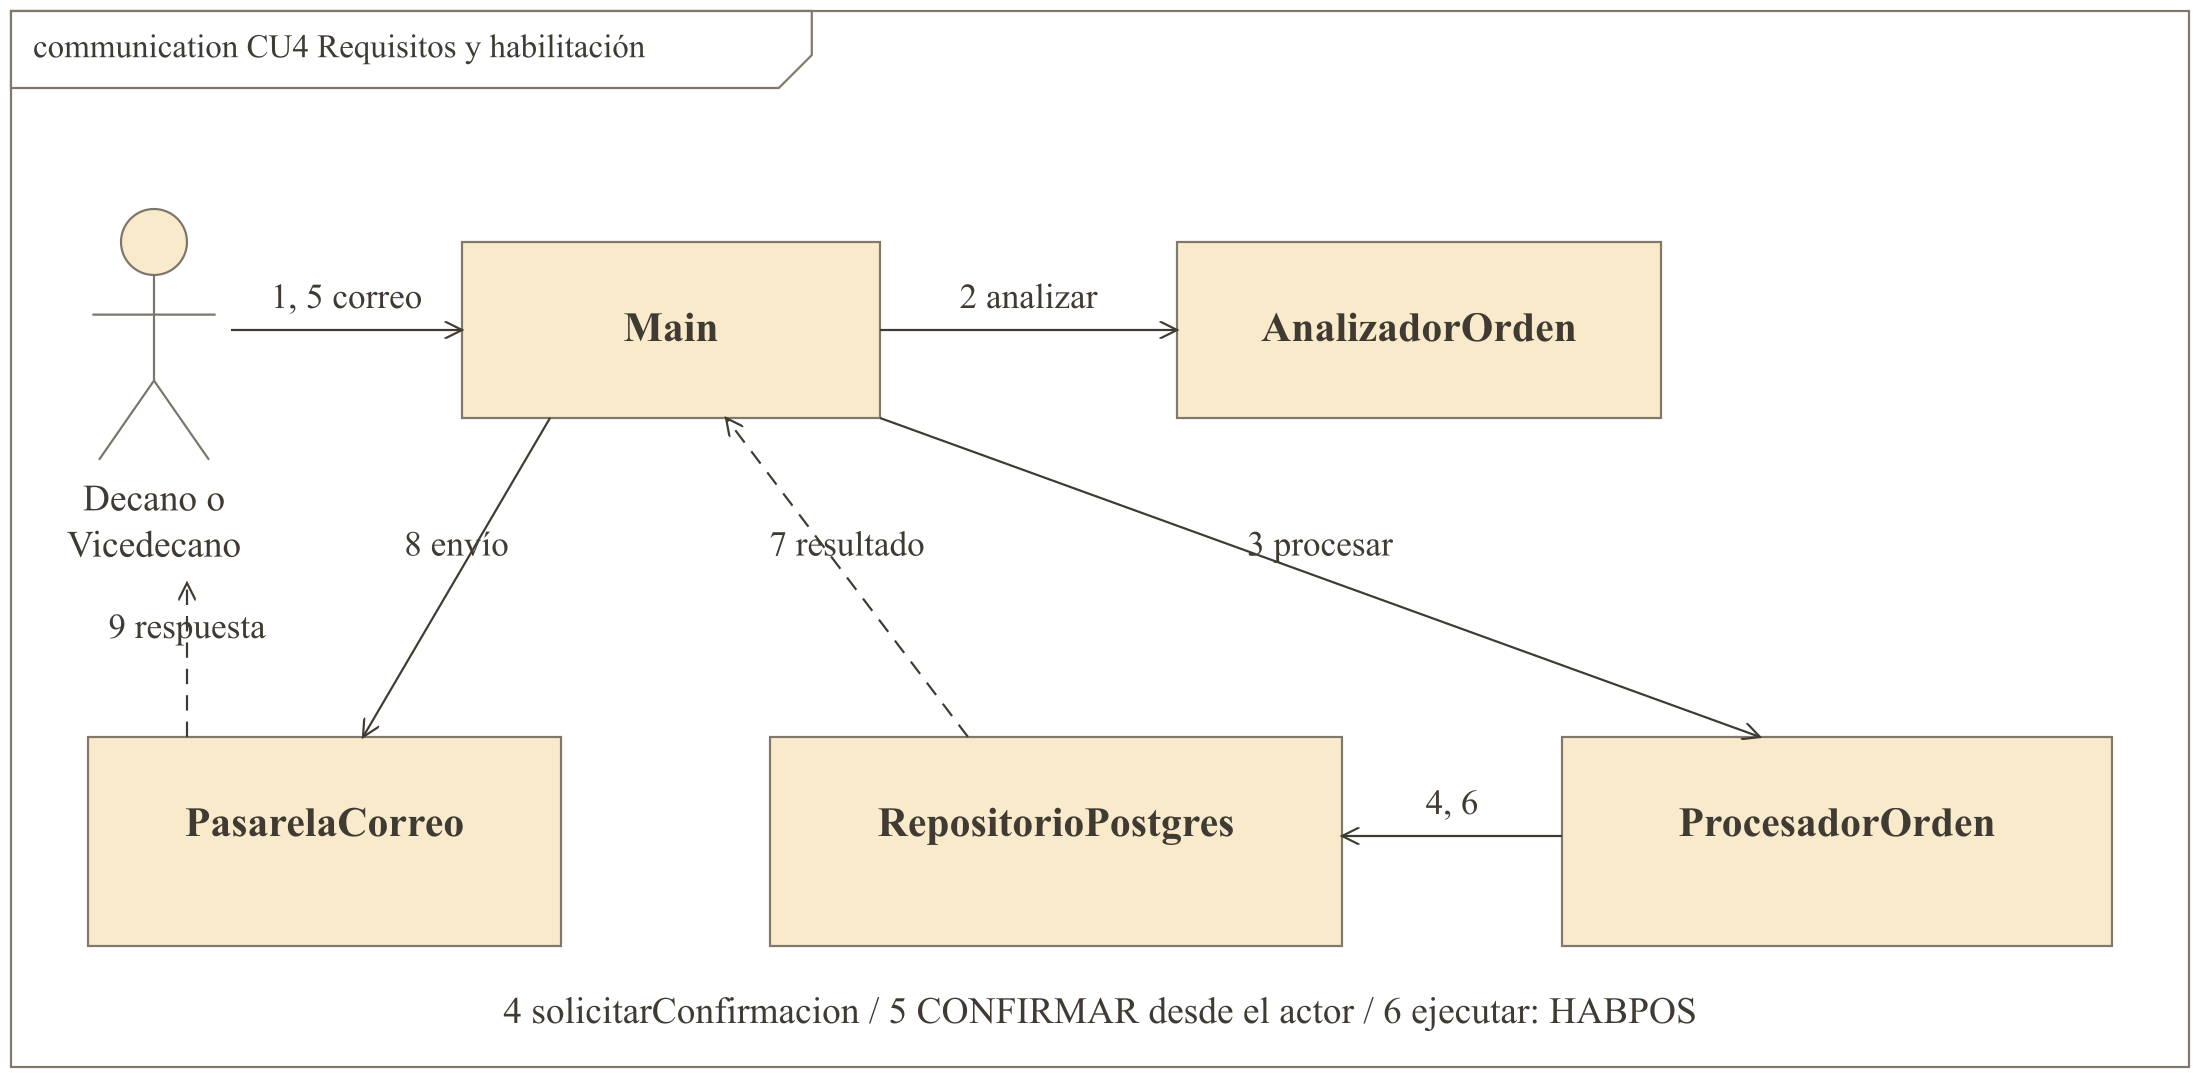 communication CU4 Requisitos y habilitación
1, 5 correo
2 analizar
Main
AnalizadorOrden
Decano o
Vicedecano
8 envío
7 resultado
3 procesar
9 respuesta
4, 6
PasarelaCorreo
RepositorioPostgres
ProcesadorOrden
4 solicitarConfirmacion / 5 CONFIRMAR desde el actor / 6 ejecutar: HABPOS